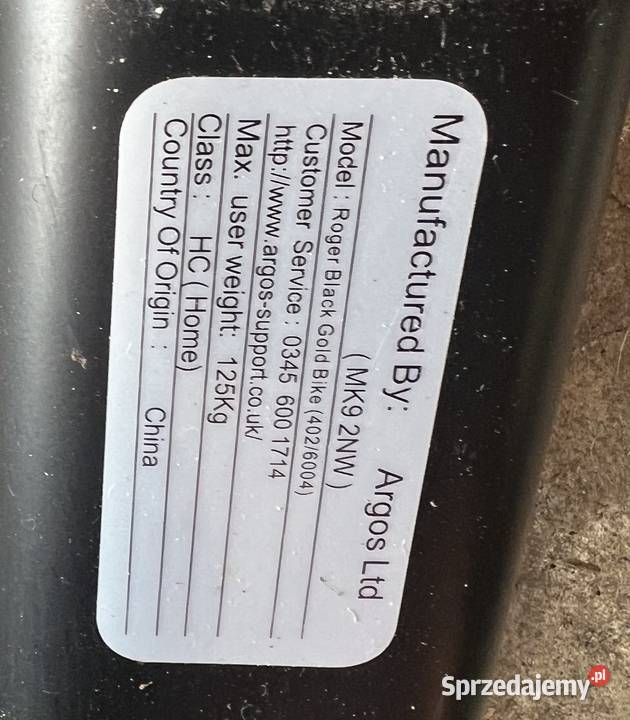 Manufactured By: Argos Ltd
( MK9 2NW )
Model : Roger Black Gold Bike (402/6004)
Customer Service : 0345 600 1714
http://www.argos-support.co.uk/
Max. user weight: 125Kg
Class : HC ( Home)
Country Of Origin : China
Sprzedajemy.pl